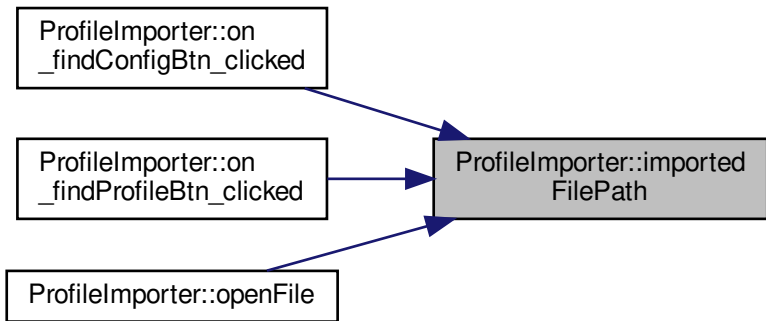 ProfileImporter::on
_findConfigBtn_clicked
ProfileImporter::on
_findProfileBtn_clicked
ProfileImporter::openFile
ProfileImporter::imported
FilePath